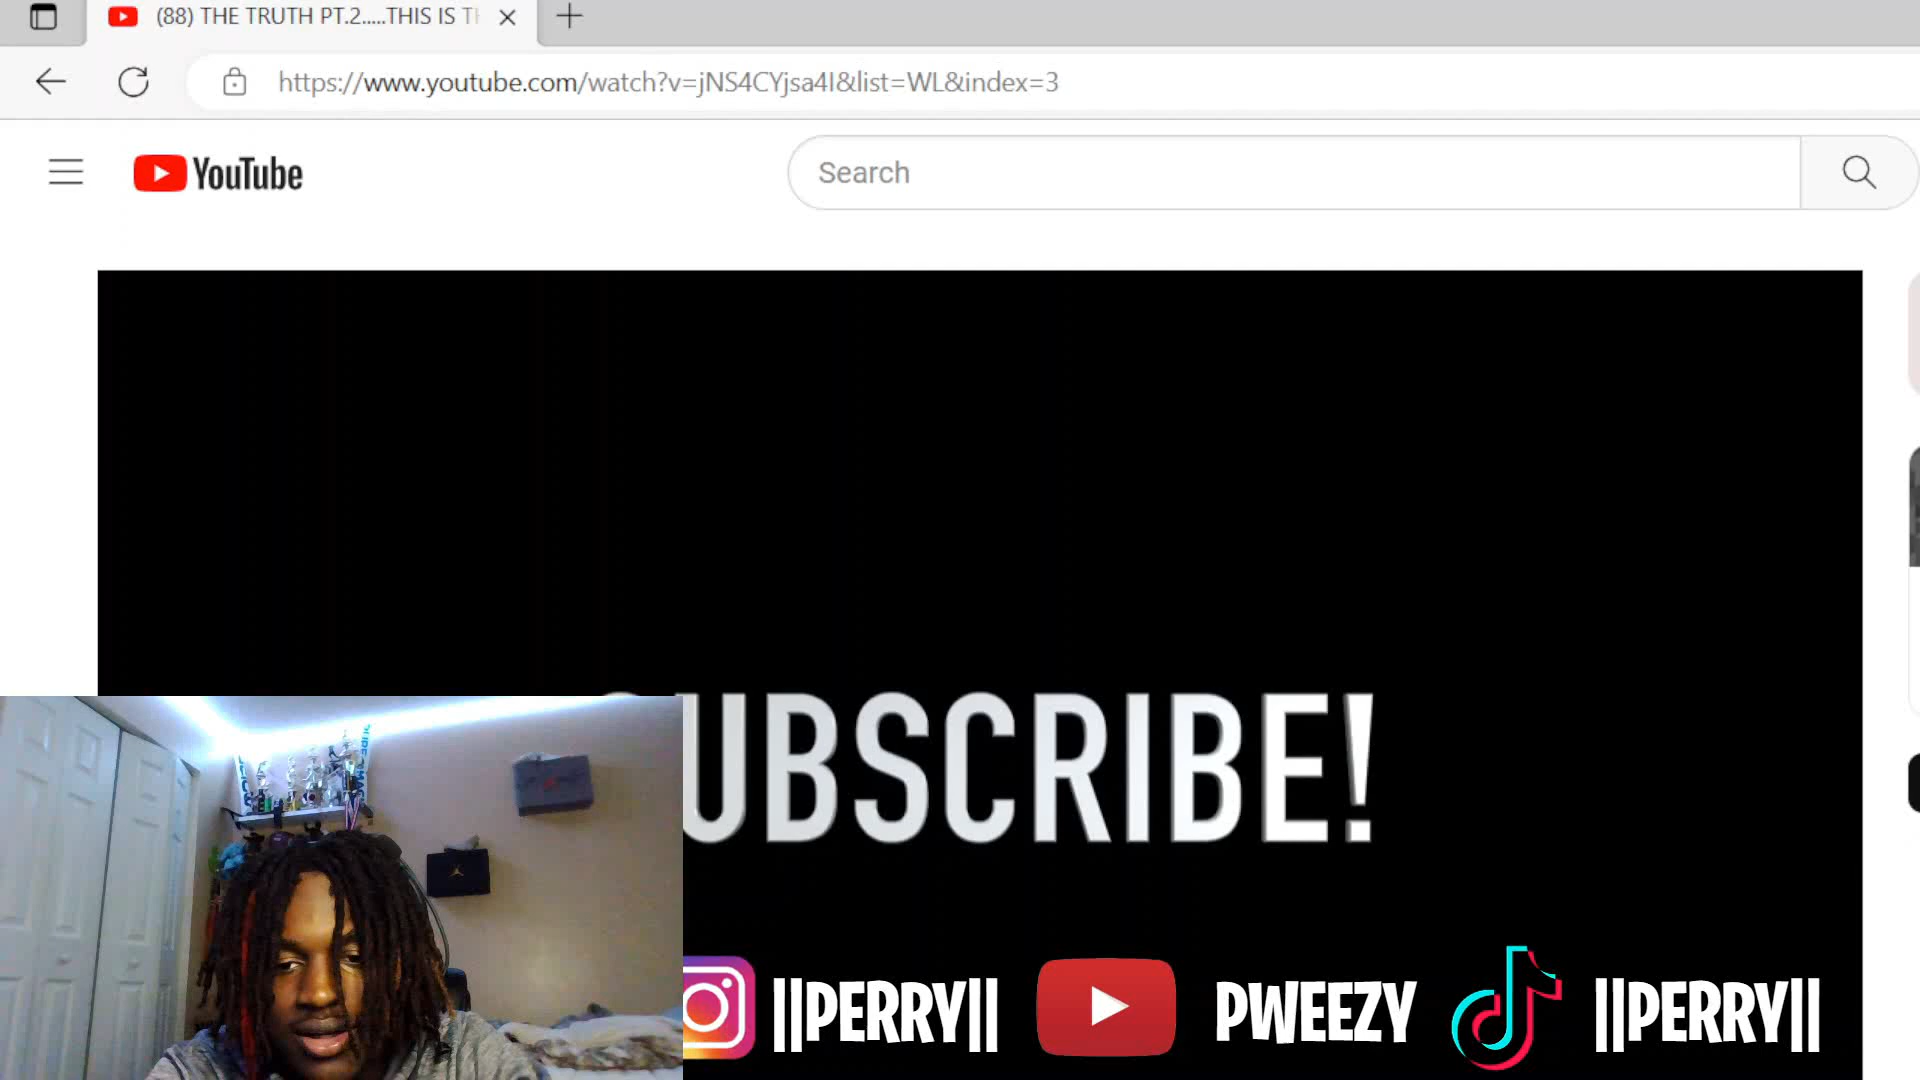 (88) THE TRUTH PT.2.....THIS IS TH
https://www.youtube.com/watch?v=jNS4CYjsa4I&list=WL&index=3
YouTube
Search
UBSCRIBE!
||PERRY|| PWEEZY ||PERRY||